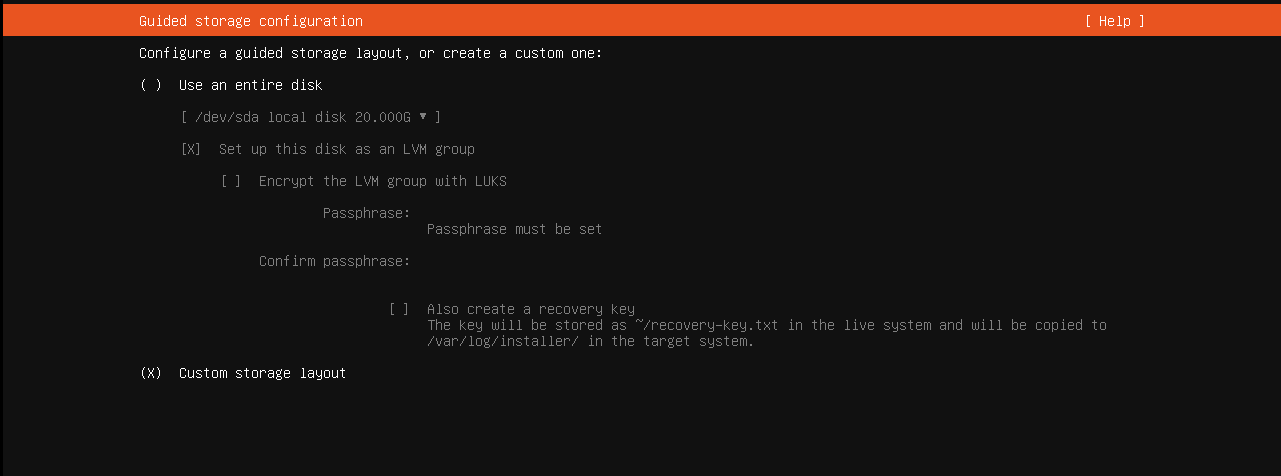 Guided storage configuration [ Help ]
Configure a guided storage layout, or create a custom one:
( ) Use an entire disk
[ /dev/sda local disk 20.000G ▾ ]
[X] Set up this disk as an LVM group
[ ] Encrypt the LVM group with LUKS
Passphrase:
Passphrase must be set
Confirm passphrase:
[ ] Also create a recovery key
The key will be stored as ~/recovery-key.txt in the live system and will be copied to
/var/log/installer/ in the target system.
(X) Custom storage layout